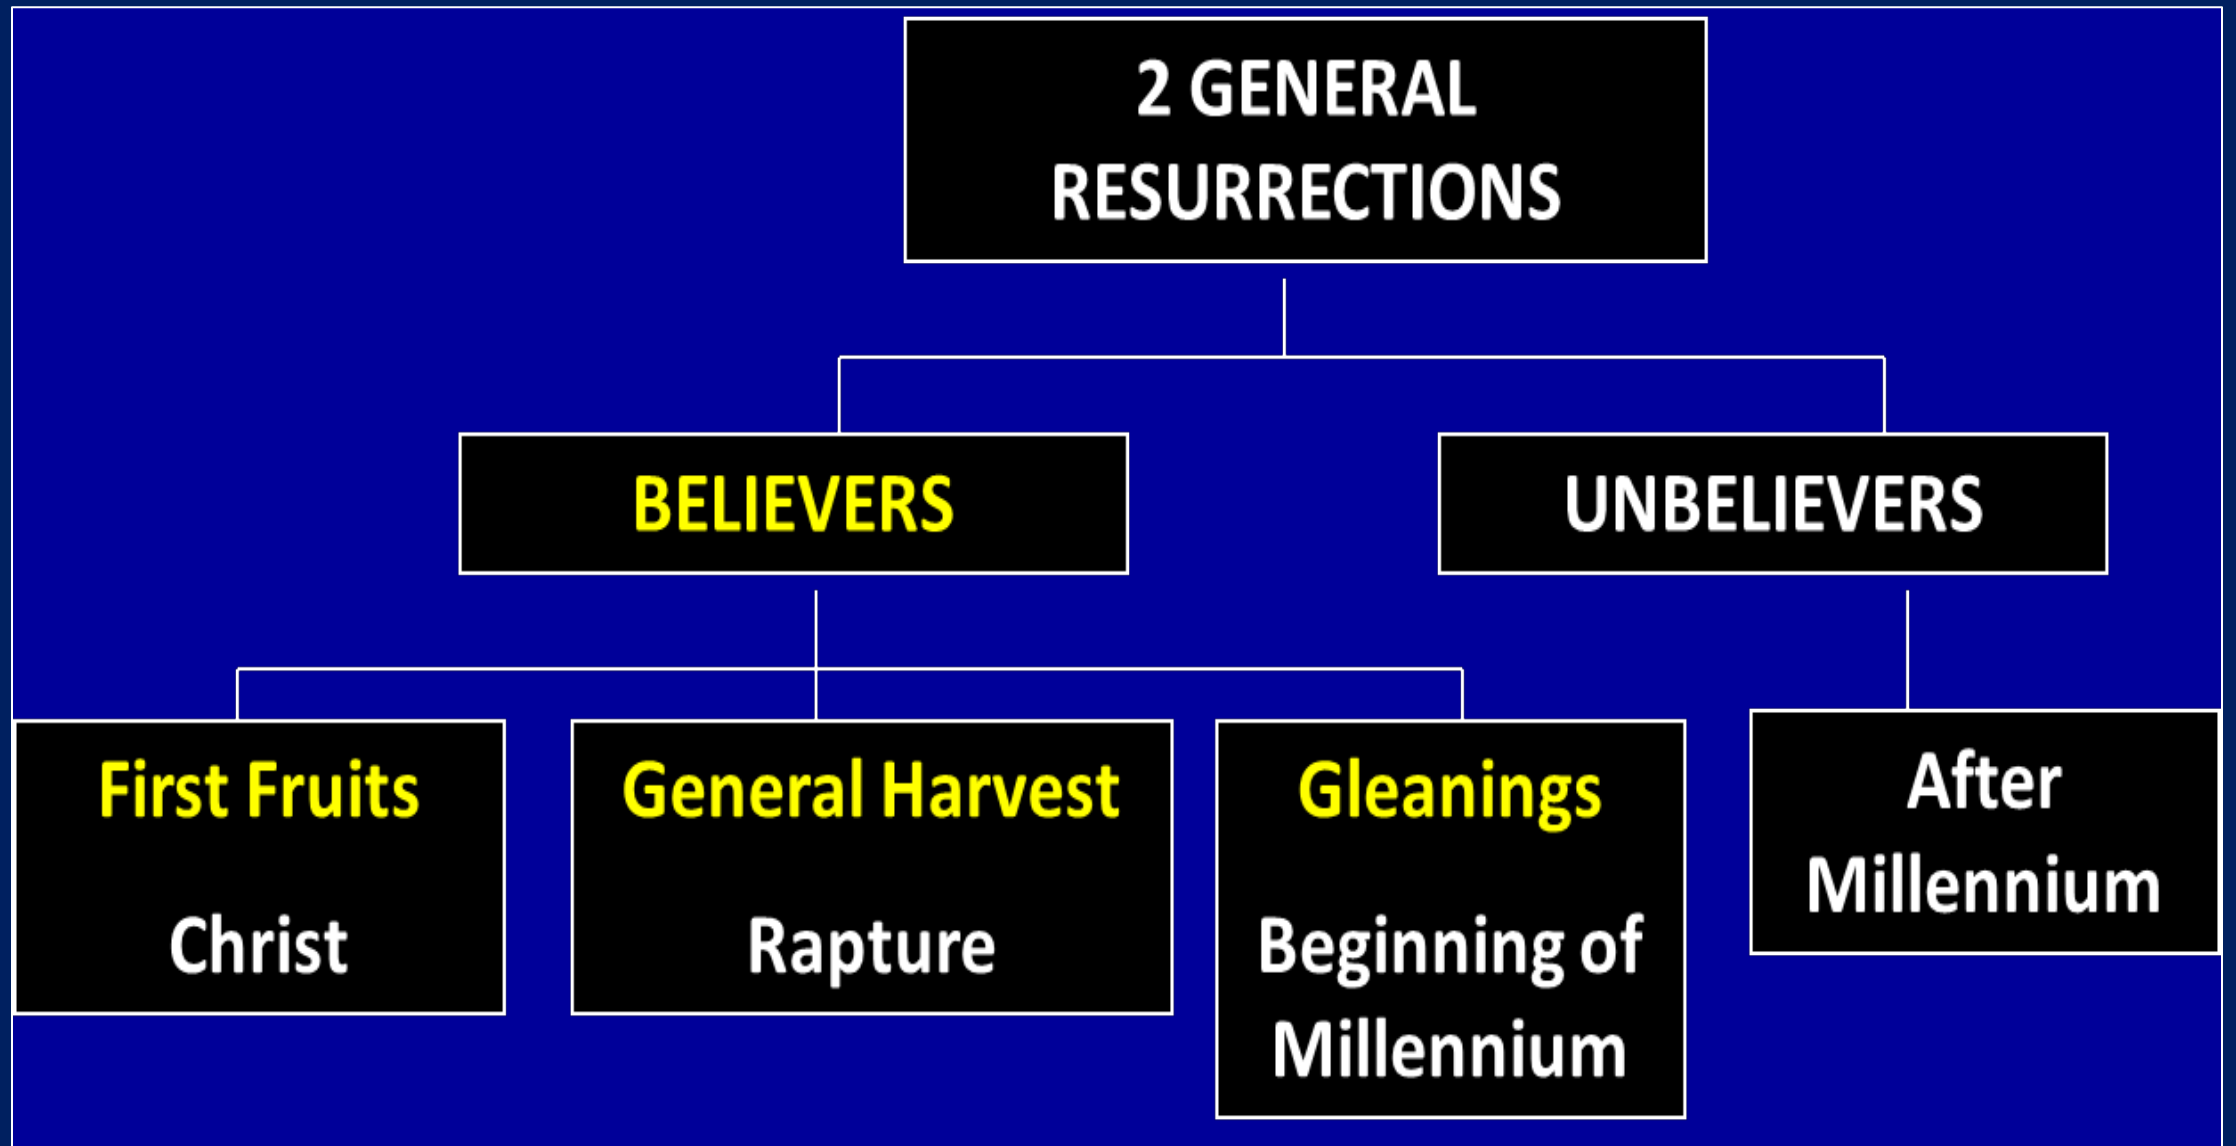 2 GENERAL
RESURRECTIONS
BELIEVERS
UNBELIEVERS
First Fruits
Christ
General Harvest
Rapture
Gleanings
Beginning of
Millennium
After
Millennium